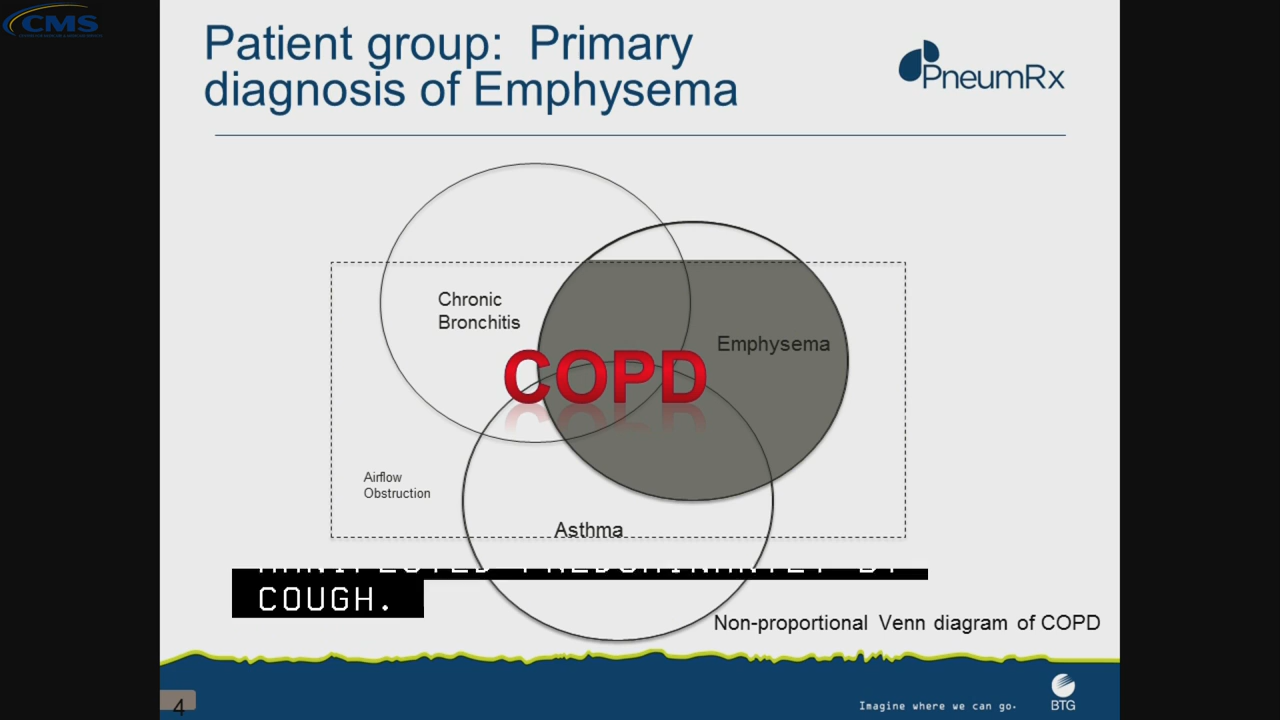 CMS
Patient group: Primary
diagnosis of Emphysema
PneumRx
Chronic
Bronchitis
Emphysema
COPD
Airflow
Obstruction
Asthma
COUGH.
Non-proportional Venn diagram of COPD
4
Imagine where we can go.
BTG